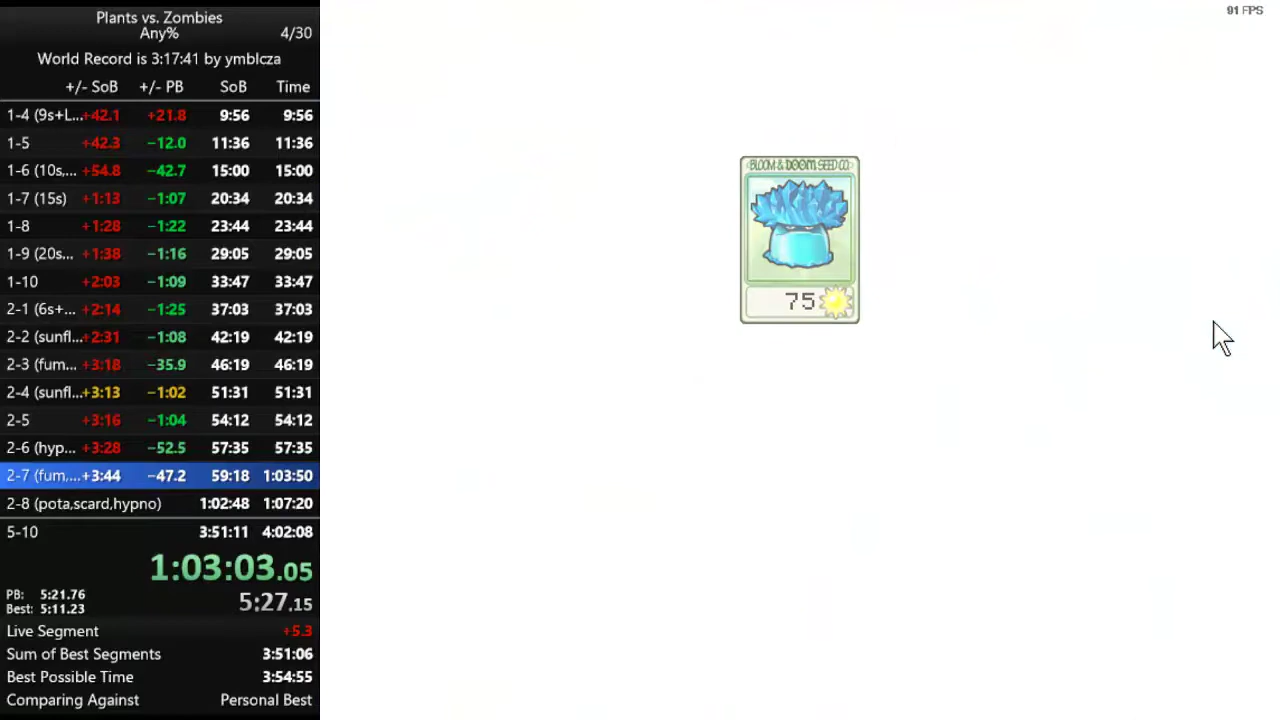 Plants vs. Zombies
Any% 4/30
World Record is 3:17:41 by ymblcza
+/- SoB +/- PB SoB Time
1-4 (9s+L... +42.1 +21.8 9:56 9:56
1-5 +42.3 −12.0 11:36 11:36
1-6 (10s,... +54.8 −42.7 15:00 15:00
1-7 (15s) +1:13 −1:07 20:34 20:34
1-8 +1:28 −1:22 23:44 23:44
1-9 (20s... +1:38 −1:16 29:05 29:05
1-10 +2:03 −1:09 33:47 33:47
2-1 (6s+... +2:14 −1:25 37:03 37:03
2-2 (sunfl... +2:31 −1:08 42:19 42:19
2-3 (fum... +3:18 −35.9 46:19 46:19
2-4 (sunfl... +3:13 −1:02 51:31 51:31
2-5 +3:16 −1:04 54:12 54:12
2-6 (hyp... +3:28 −52.5 57:35 57:35
2-7 (fum,... +3:44 −47.2 59:18 1:03:50
2-8 (pota,scard,hypno) 1:02:48 1:07:20
5-10 3:51:11 4:02:08
1:03:03.05
PB: 5:21.76
Best: 5:11.23
5:27.15
Live Segment +5.3
Sum of Best Segments 3:51:06
Best Possible Time 3:54:55
Comparing Against Personal Best
BLOOM & DOOM SEED CO.
75
91 FPS